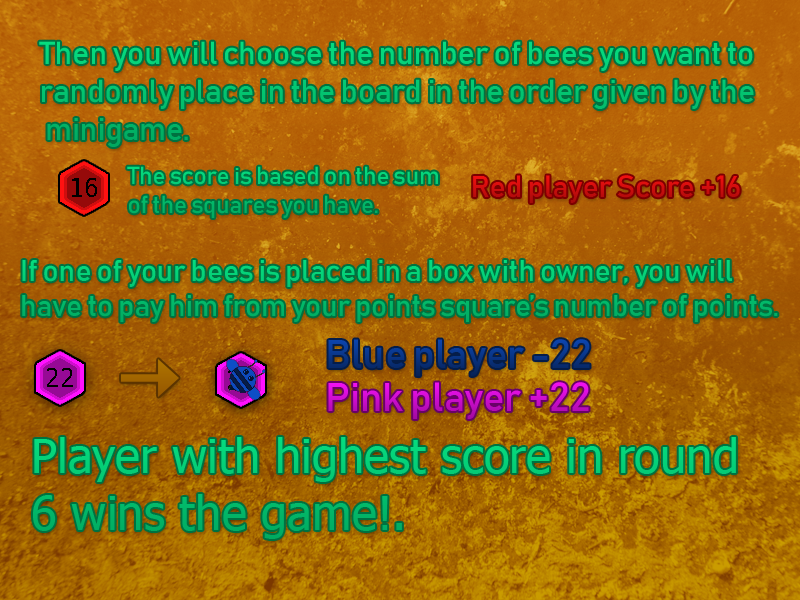 Then you will choose the number of bees you want to
randomly place in the board in the order given by the
minigame.
16
The score is based on the sum
of the squares you have.
Red player Score +16
If one of your bees is placed in a box with owner, you will
have to pay him from your points square's number of points.
22
Blue player -22
Pink player +22
Player with highest score in round
6 wins the game!.